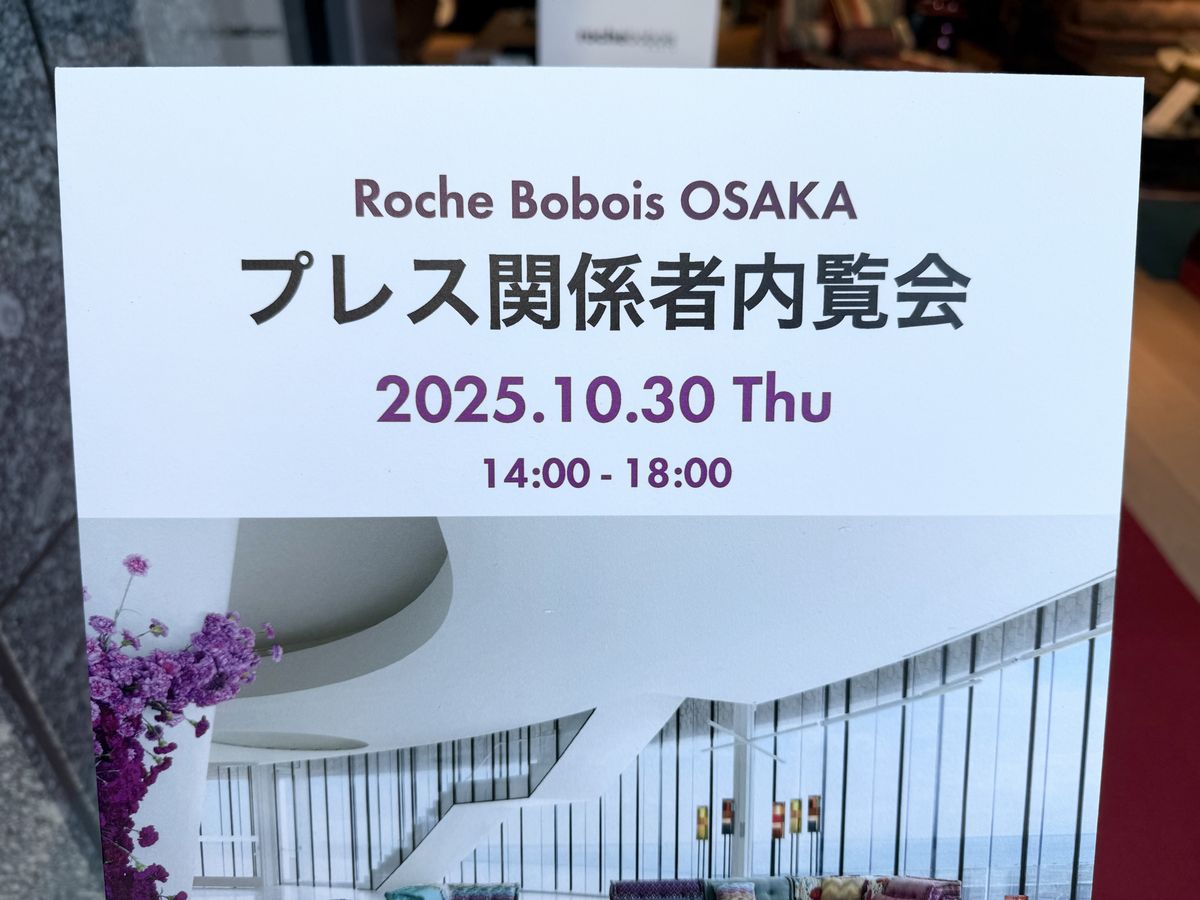 rochebobois
Roche Bobois OSAKA
プレス関係者内覧会
2025.10.30 Thu
14:00 - 18:00